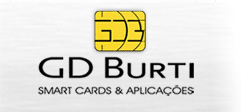 GD BURTI
SMART CARDS & APLICAÇÕES